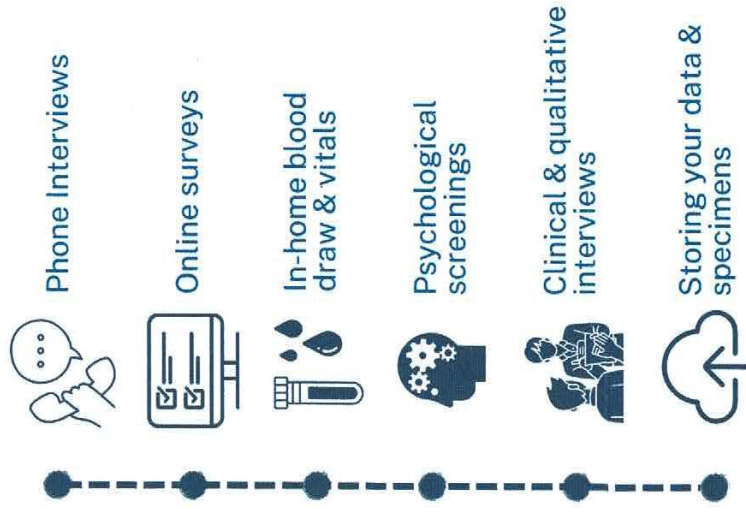 Phone Interviews
Online surveys
In-home blood
draw & vitals
Psychological
screenings
Clinical & qualitative
interviews
Storing your data &
specimens